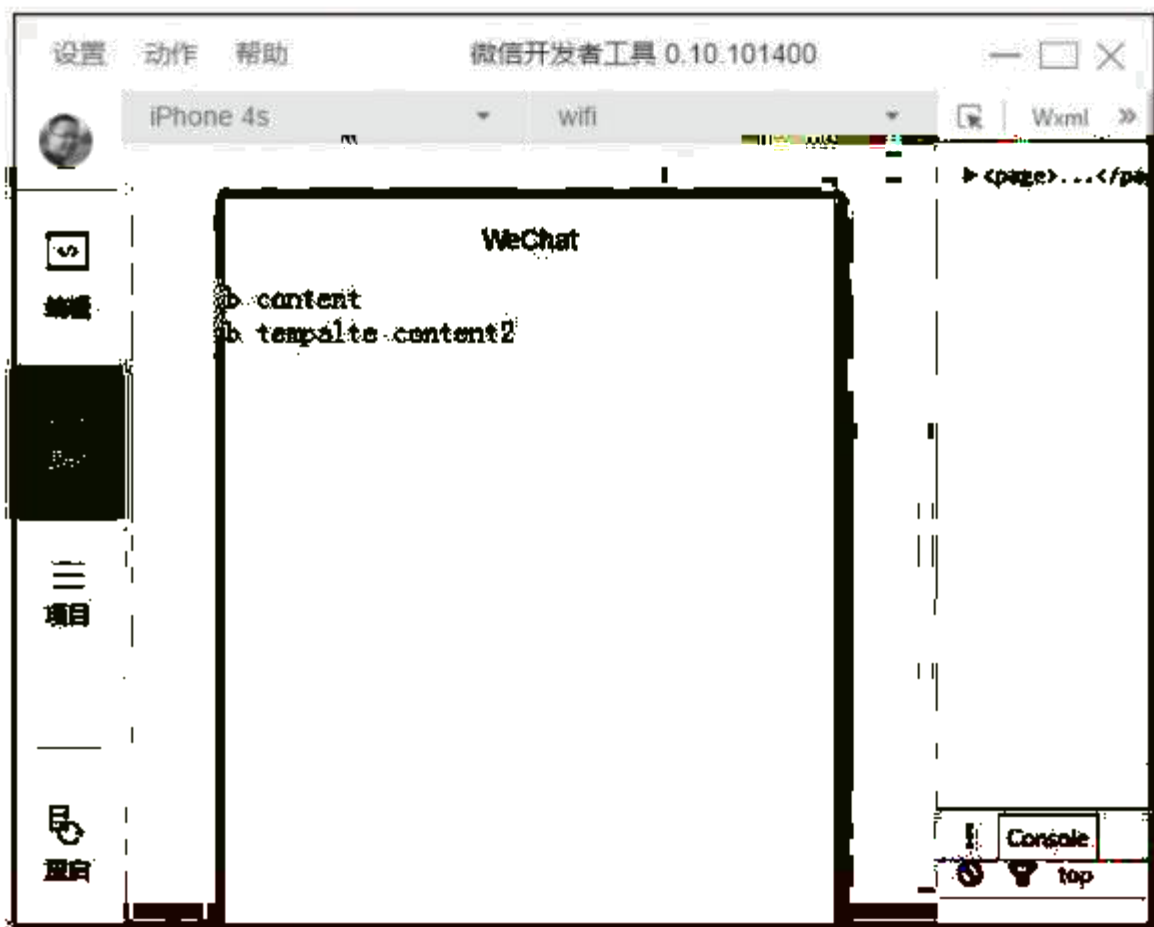 设置 动作 帮助 微信开发者工具 0.10.101400
iPhone 4s wifi Wxml »
<page>...</pa
WeChat
编辑
b content
b tempalte content2
项目
Console
重启
top